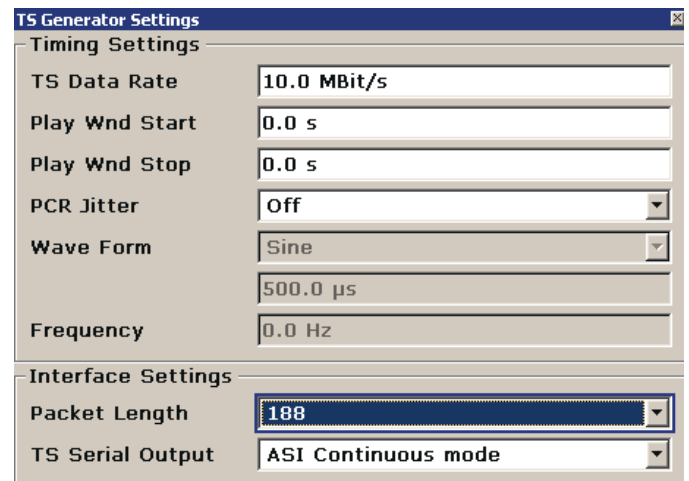 TS Generator Settings
Timing Settings
TS Data Rate 10.0 MBit/s
Play Wnd Start 0.0 s
Play Wnd Stop 0.0 s
PCR Jitter Off
Wave Form Sine
500.0 µs
Frequency 0.0 Hz
Interface Settings
Packet Length 188
TS Serial Output ASI Continuous mode